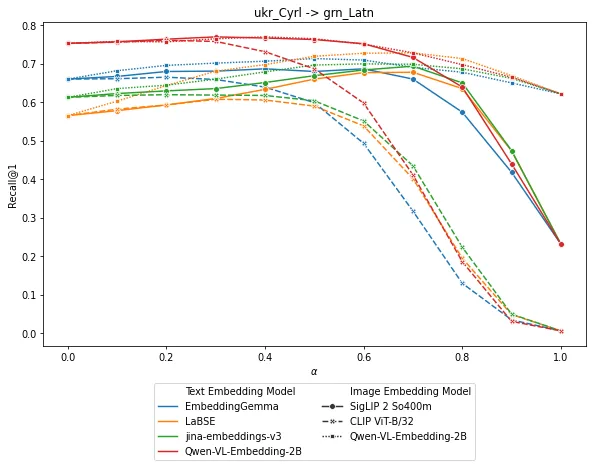 ukr_Cyrl -> grn_Latn
0.8
0.7
0.6
0.5
0.4
0.3
0.2
0.1
0.0
Recall@1
0.0 0.2 0.4 0.6 0.8 1.0
α
Text Embedding Model Image Embedding Model
EmbeddingGemma SigLIP 2 So400m
LaBSE CLIP ViT-B/32
jina-embeddings-v3 Qwen-VL-Embedding-2B
Qwen-VL-Embedding-2B